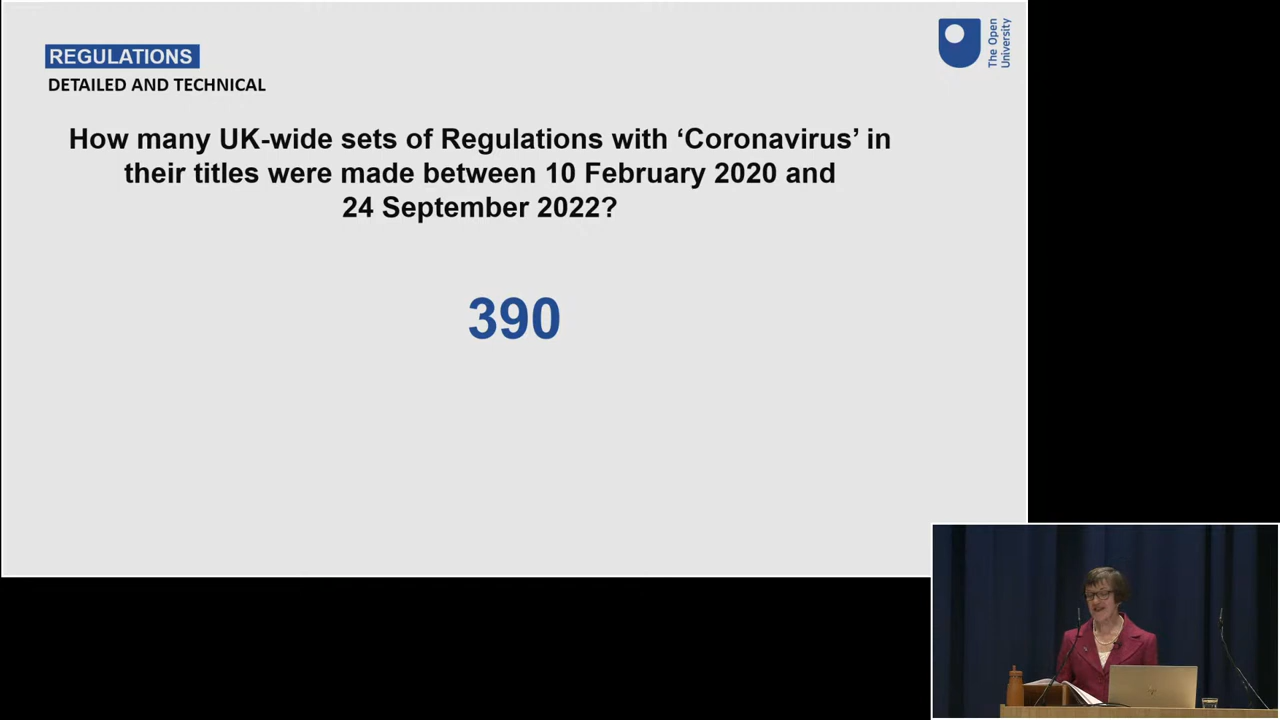 REGULATIONS
DETAILED AND TECHNICAL
The Open
University
How many UK-wide sets of Regulations with ‘Coronavirus’ in
their titles were made between 10 February 2020 and
24 September 2022?
390